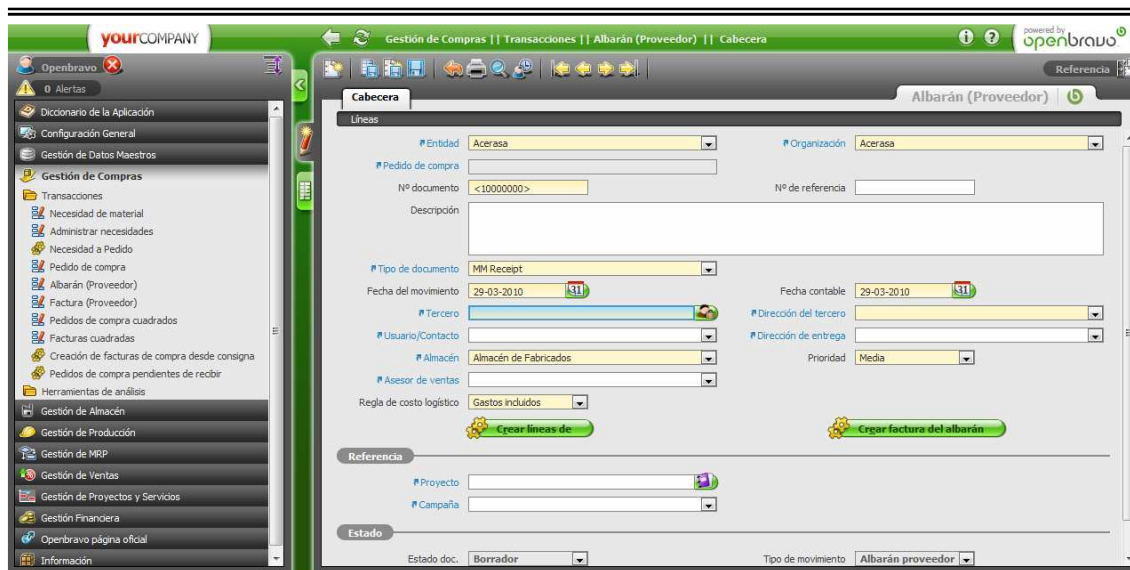 yourCOMPANY
Gestión de Compras || Transacciones || Albarán (Proveedor) || Cabecera
powered by
openbravo
Openbravo
0 Alertas
Referencia
Diccionario de la Aplicación
Configuración General
Gestión de Datos Maestros
Gestión de Compras
Transacciones
Necesidad de material
Administrar necesidades
Necesidad a Pedido
Pedido de compra
Albarán (Proveedor)
Factura (Proveedor)
Pedidos de compra cuadrados
Facturas cuadradas
Creación de facturas de compra desde consigna
Pedidos de compra pendientes de recibir
Herramientas de análisis
Gestión de Almacén
Gestión de Producción
Gestión de MRP
Gestión de Ventas
Gestión de Proyectos y Servicios
Gestión Financiera
Openbravo página oficial
Información
Cabecera
Albarán (Proveedor)
Líneas
Entidad Acerasa Organización Acerasa
Pedido de compra
Nº documento <10000000> Nº de referencia
Descripción
Tipo de documento MM Receipt
Fecha del movimiento 29-03-2010 31 Fecha contable 29-03-2010 31
Tercero Dirección del tercero
Usuario/Contacto Dirección de entrega
Almacén Almacén de Fabricados Prioridad Media
Asesor de ventas
Regla de costo logístico Gastos incluidos
Crear líneas de Crear factura del albarán
Referencia
Proyecto
Campaña
Estado
Estado doc. Borrador Tipo de movimiento Albarán proveedor